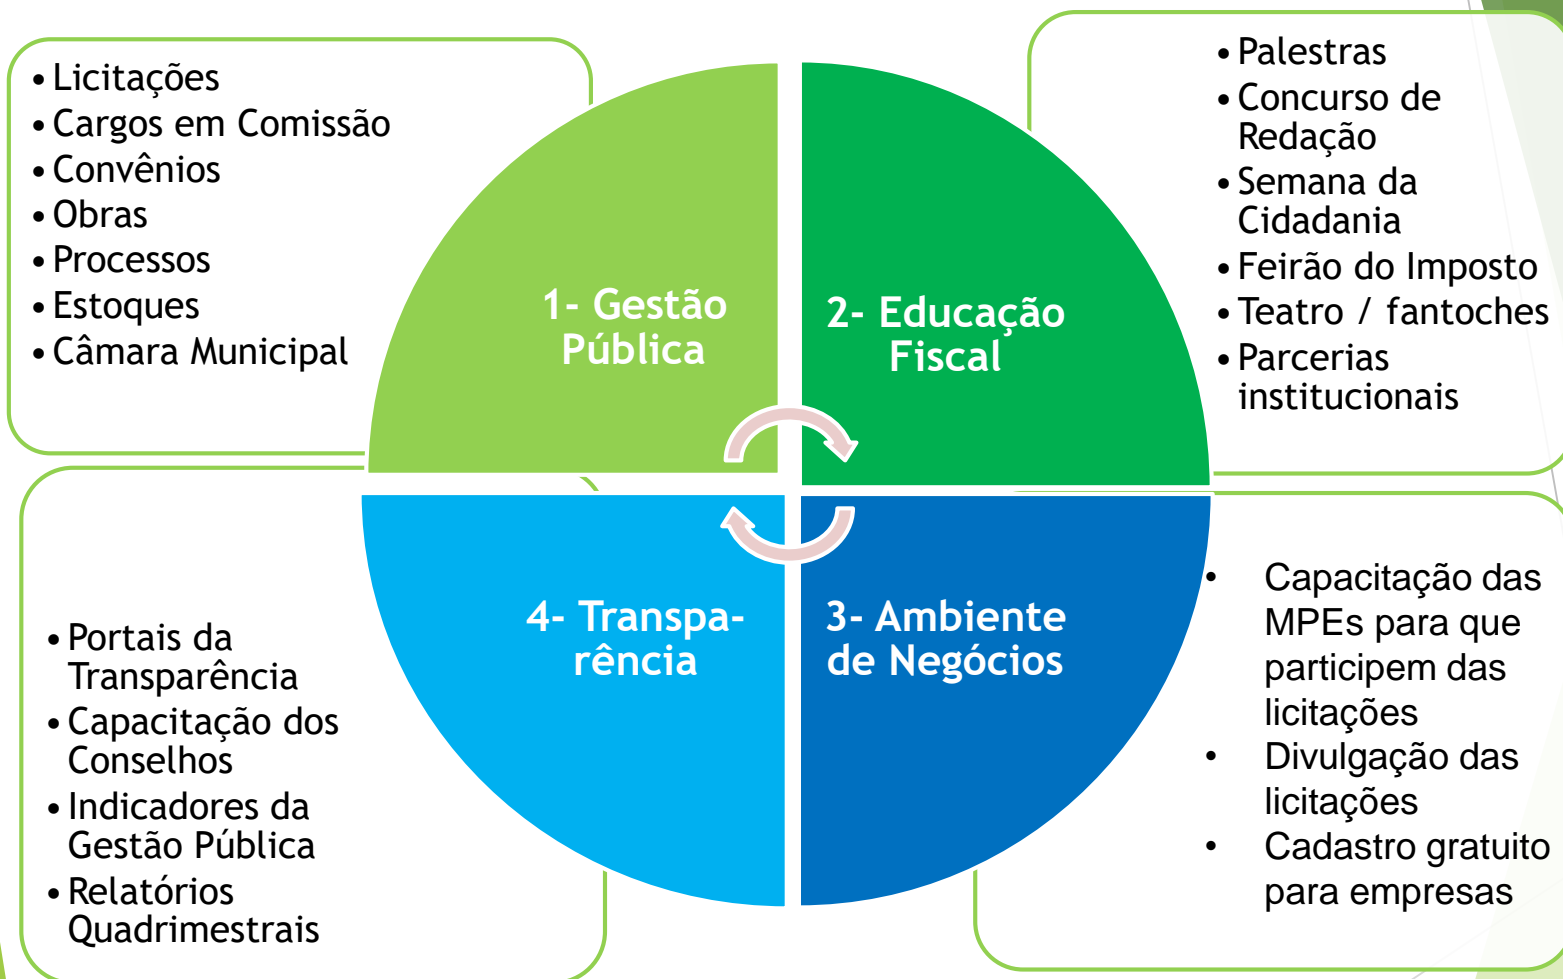 • Licitações
• Cargos em Comissão
• Convênios
• Obras
• Processos
• Estoques
• Câmara Municipal
1- Gestão
Pública
2- Educação
Fiscal
• Palestras
• Concurso de
Redação
• Semana da
Cidadania
• Feirão do Imposto
• Teatro / fantoches
• Parcerias
institucionais
3- Ambiente
de Negócios
• Capacitação das
MPEs para que
participem das
licitações
• Divulgação das
licitações
• Cadastro gratuito
para empresas
4- Transpa-
rência
• Portais da
Transparência
• Capacitação dos
Conselhos
• Indicadores da
Gestão Pública
• Relatórios
Quadrimestrais